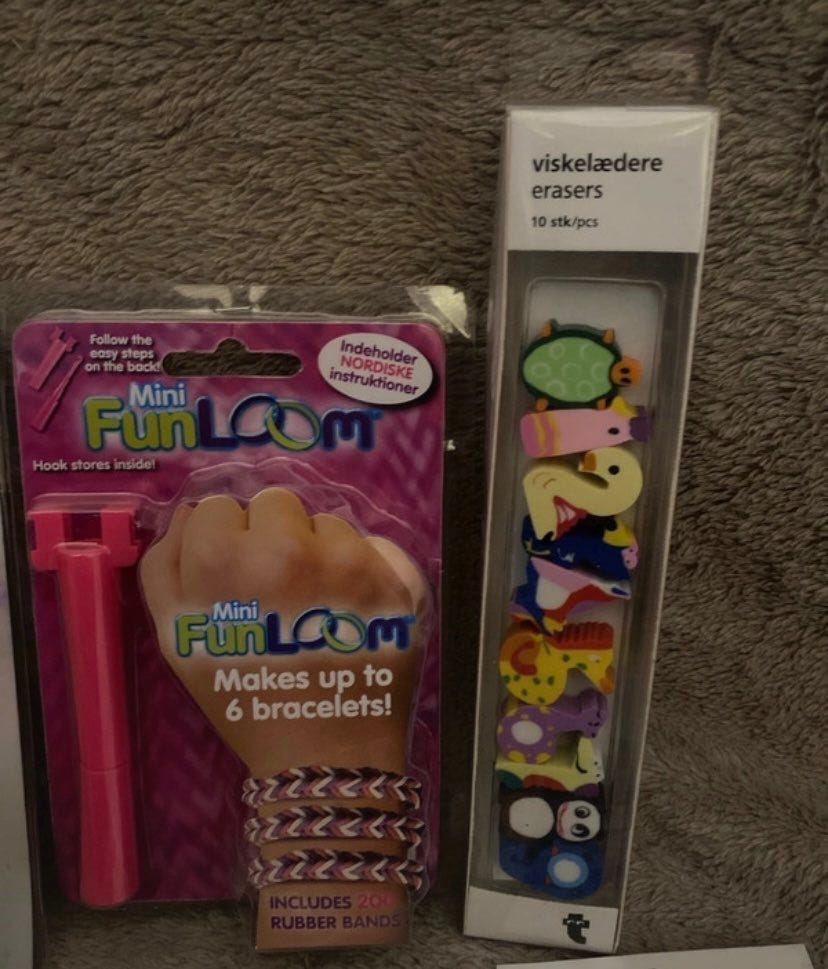 Follow the
easy steps
on the back!
Indeholder
NORDISKE
instruktioner
Mini
FunLOOM™
Hook stores inside!
Mini
FunLOOM
Makes up to
6 bracelets!
INCLUDES 200
RUBBER BANDS
viskelædere
erasers
10 stk/pcs
t